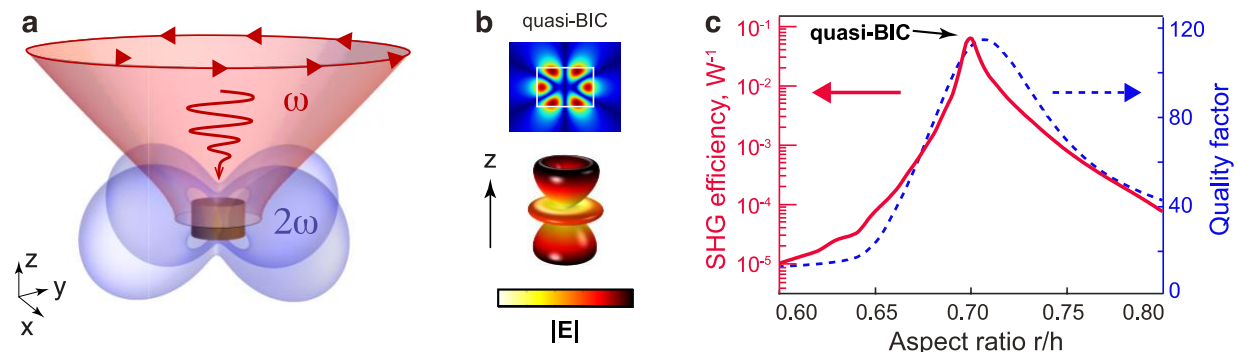 a
ω
2ω
z
y
x
b
quasi-BIC
z
|E|
c
quasi-BIC
SHG efficiency, W⁻¹
10⁻¹
10⁻²
10⁻³
10⁻⁴
10⁻⁵
120
80
40
0
Quality factor
0.60 0.65 0.70 0.75 0.80
Aspect ratio r/h